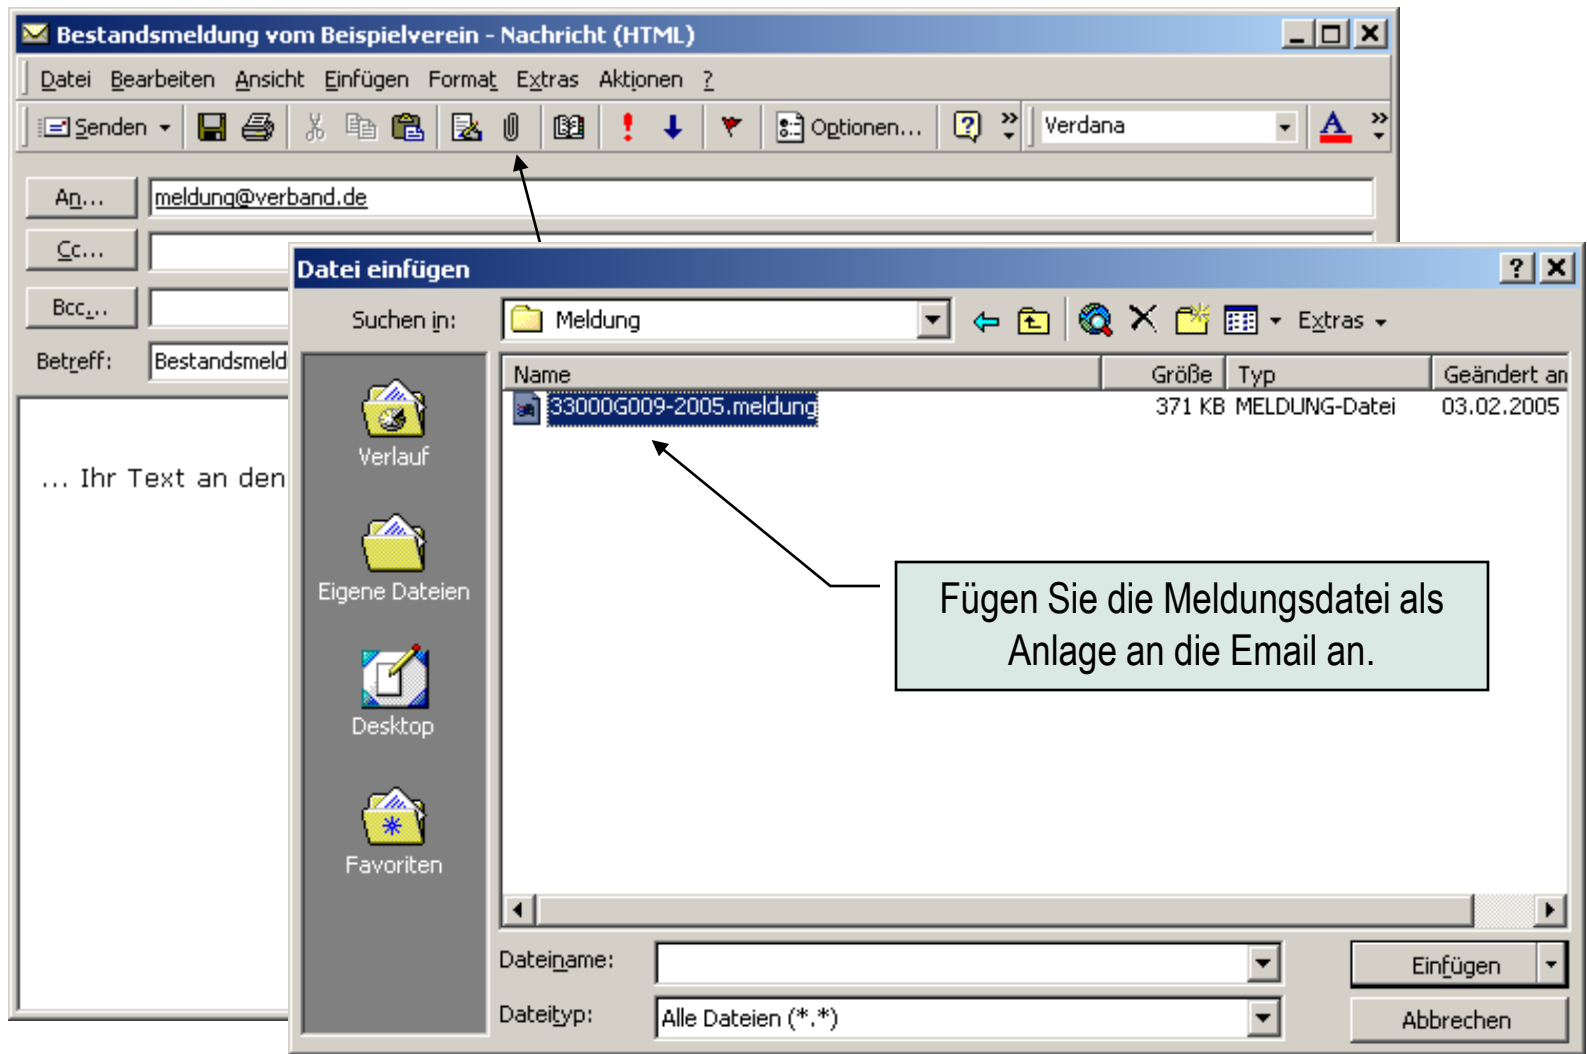 Bestandsmeldung vom Beispielverein - Nachricht (HTML)
Datei Bearbeiten Ansicht Einfügen Format Extras Aktionen ?
Senden Optionen... Verdana A
An... meldung@verband.de
Cc...
Datei einfügen
Bcc...
Suchen in: Meldung Extras
Betreff: Bestandsmeld
Name Größe Typ Geändert an
33000G009-2005.meldung 371 KB MELDUNG-Datei 03.02.2005
Verlauf
... Ihr Text an den
Eigene Dateien
Fügen Sie die Meldungsdatei als
Anlage an die Email an.
Desktop
Favoriten
Dateiname: Einfügen
Dateityp: Alle Dateien (*.*) Abbrechen